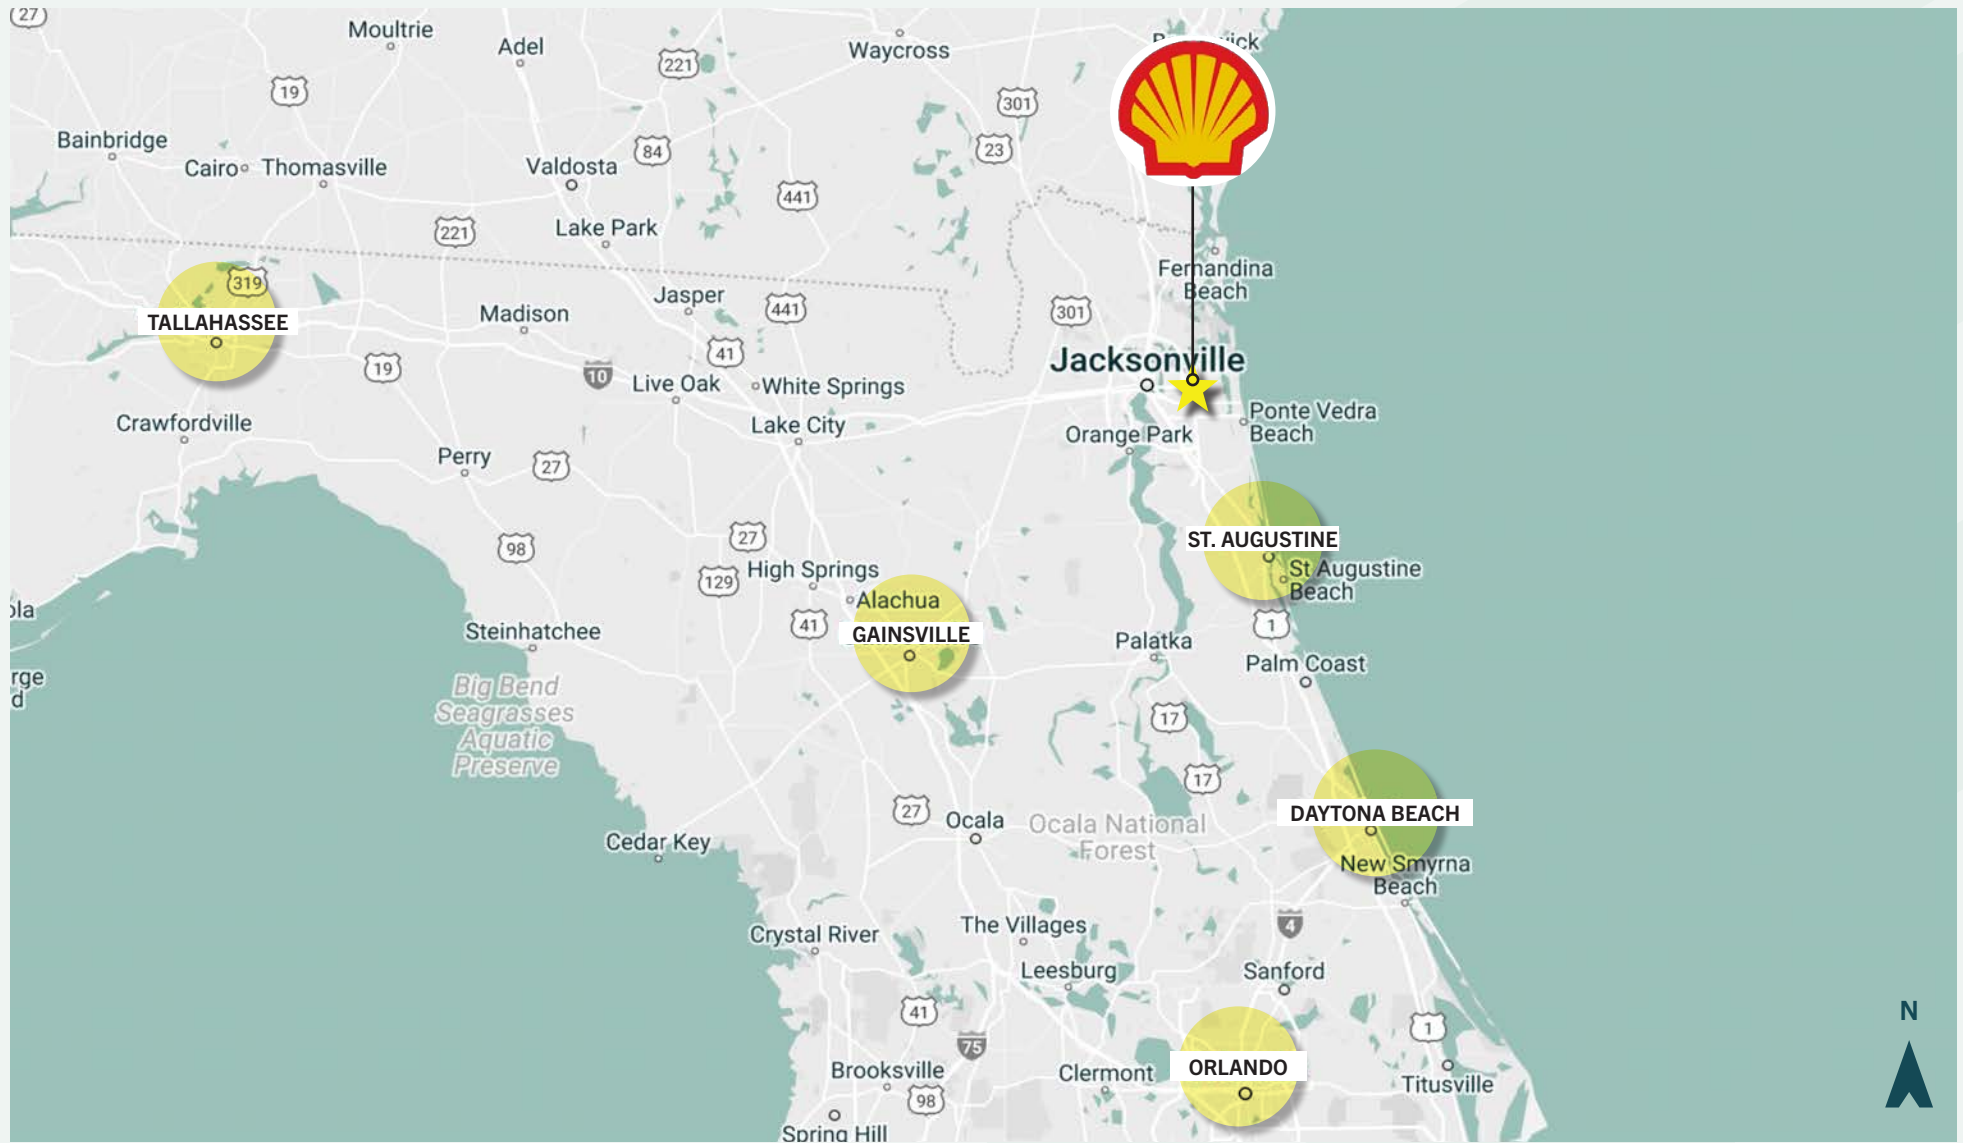 27
Moultrie
Adel
221
Waycross
19
301
Bainbridge
84
23
Cairo
Thomasville
Valdosta
441
221
Lake Park
Fernandina
Beach
319
TALLAHASSEE
Jasper
Madison
441
301
19
41
10
Live Oak
White Springs
Jacksonville
Crawfordville
Lake City
Orange Park
Ponte Vedra
Beach
Perry
27
98
27
129
High Springs
ST. AUGUSTINE
St Augustine
Beach
Alachua
41
GAINSVILLE
1
Steinhatchee
Palatka
Palm Coast
Big Bend
Seagrasses
Aquatic
Preserve
17
17
27
Ocala
Ocala National
Forest
DAYTONA BEACH
Cedar Key
New Smyrna
Beach
Crystal River
The Villages
4
Leesburg
Sanford
41
75
1
N
Brooksville
98
Clermont
ORLANDO
Titusville
Spring Hill